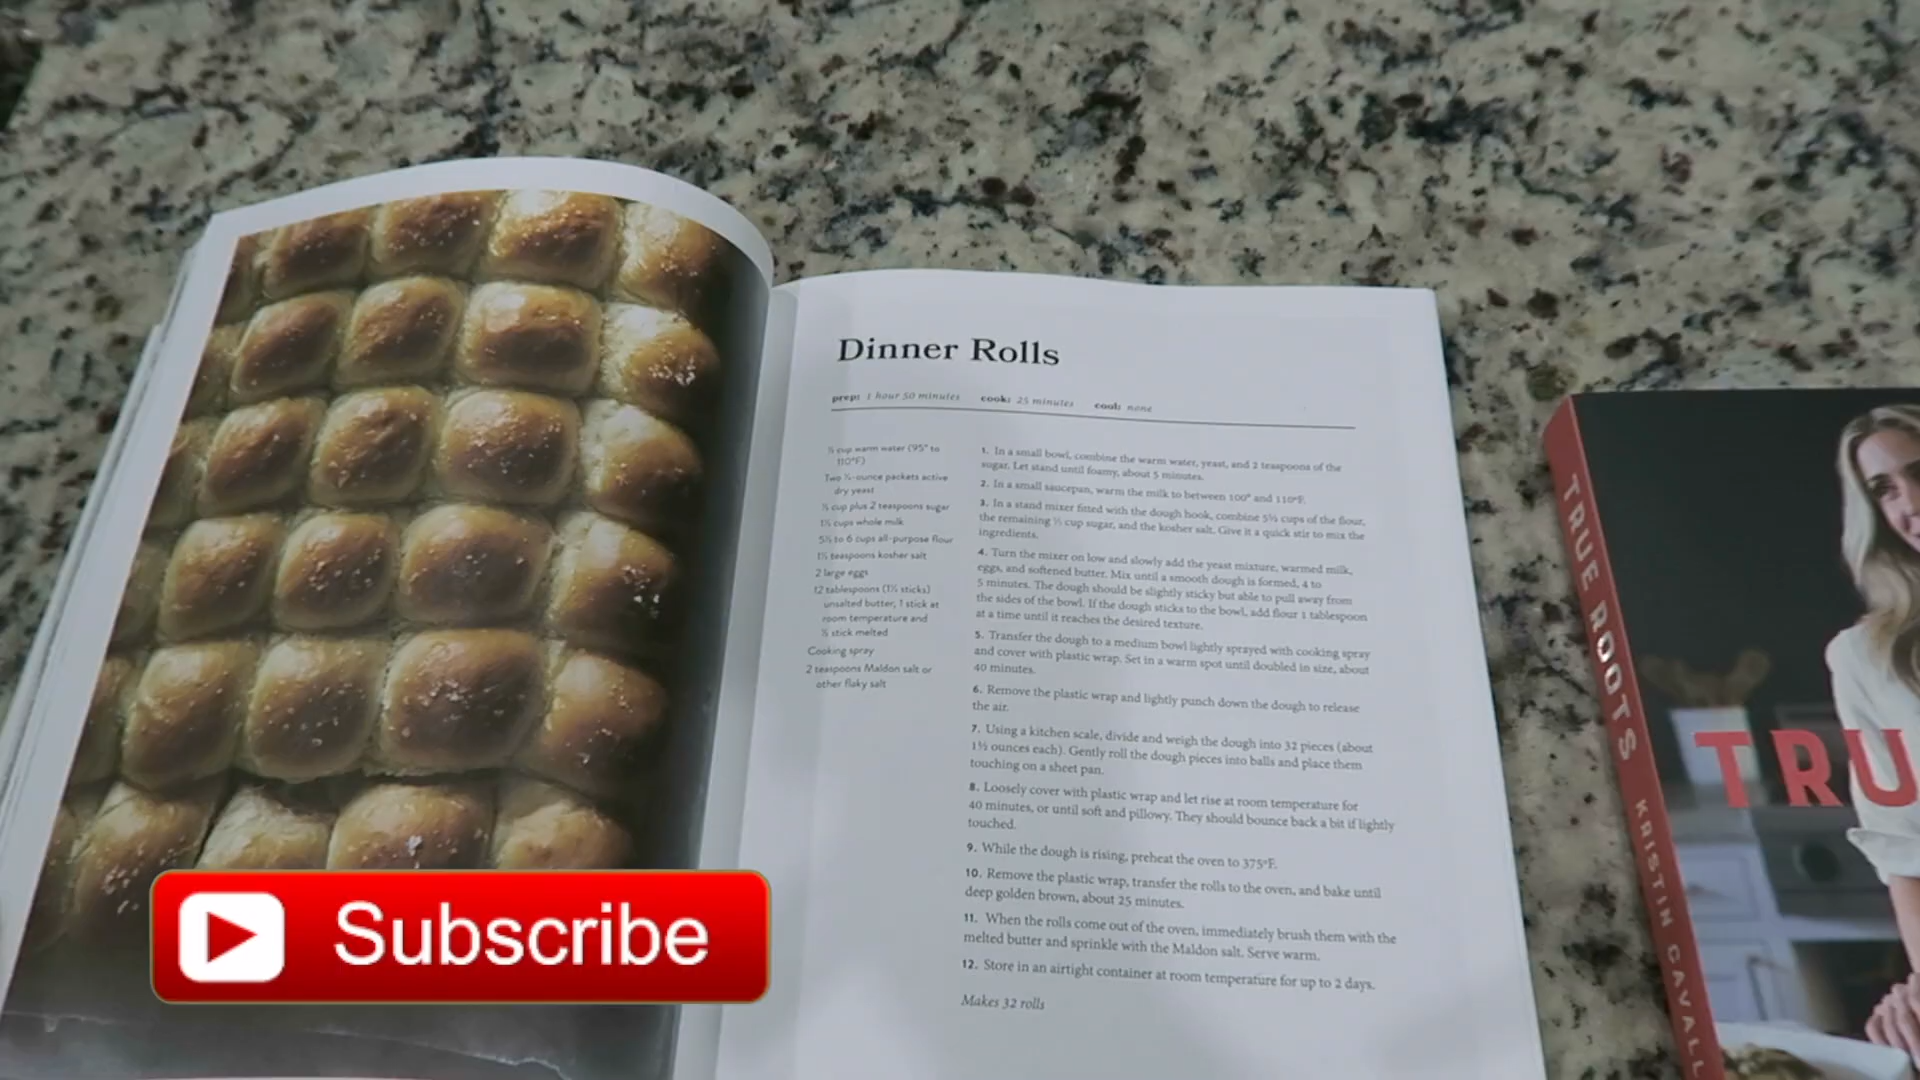 Dinner Rolls
prep: 1 hour 50 minutes cook: 25 minutes cool: none
cup warm water (95° to
110°F)
Two ¼-ounce packets active
dry yeast
cup plus 2 teaspoons sugar
cups whole milk
5½ to 6 cups all-purpose flour
1½ teaspoons kosher salt
2 large eggs
12 tablespoons (1½ sticks)
unsalted butter, 1 stick at
room temperature and
½ stick melted
Cooking spray
2 teaspoons Maldon salt or
other flaky salt
1. In a small bowl, combine the warm water, yeast, and 2 teaspoons of the
sugar. Let stand until foamy, about 5 minutes.
2. In a small saucepan, warm the milk to between 100° and 110°F.
3. In a stand mixer fitted with the dough hook, combine 5½ cups of the flour,
the remaining cup sugar, and the kosher salt. Give it a quick stir to mix the
ingredients.
4. Turn the mixer on low and slowly add the yeast mixture, warmed milk,
eggs, and softened butter. Mix until a smooth dough is formed, 4 to
5 minutes. The dough should be slightly sticky but able to pull away from
the sides of the bowl. If the dough sticks to the bowl, add flour 1 tablespoon
at a time until it reaches the desired texture.
5. Transfer the dough to a medium bowl lightly sprayed with cooking spray
and cover with plastic wrap. Set in a warm spot until doubled in size, about
40 minutes.
6. Remove the plastic wrap and lightly punch down the dough to release
the air.
7. Using a kitchen scale, divide and weigh the dough into 32 pieces (about
1½ ounces each). Gently roll the dough pieces into balls and place them
touching on a sheet pan.
8. Loosely cover with plastic wrap and let rise at room temperature for
40 minutes, or until soft and pillowy. They should bounce back a bit if lightly
touched.
9. While the dough is rising, preheat the oven to 375°F.
10. Remove the plastic wrap, transfer the rolls to the oven, and bake until
deep golden brown, about 25 minutes.
11. When the rolls come out of the oven, immediately brush them with the
melted butter and sprinkle with the Maldon salt. Serve warm.
12. Store in an airtight container at room temperature for up to 2 days.
Makes 32 rolls
TRUE ROOTS KRISTIN CAVALL
TRU
Subscribe